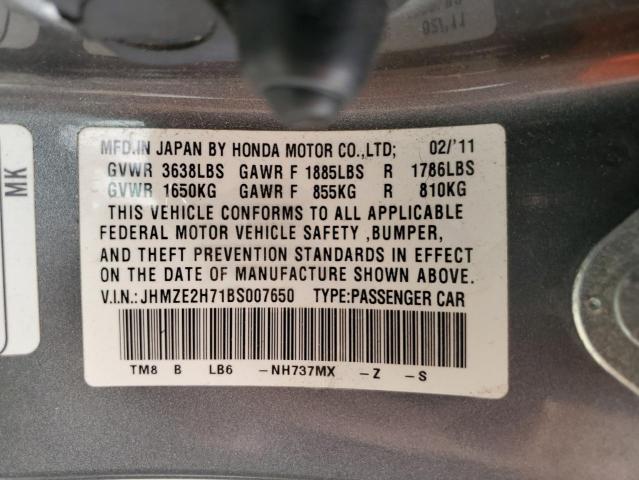 MFD.IN JAPAN BY HONDA MOTOR CO.,LTD; 02/'11
GVWR 3638LBS GAWR F 1885LBS R 1786LBS
GVWR 1650KG GAWR F 855KG R 810KG
THIS VEHICLE CONFORMS TO ALL APPLICABLE
FEDERAL MOTOR VEHICLE SAFETY ,BUMPER,
AND THEFT PREVENTION STANDARDS IN EFFECT
ON THE DATE OF MANUFACTURE SHOWN ABOVE.
V.I.N.:JHMZE2H71BS007650 TYPE:PASSENGER CAR
TM8 B LB6 -NH737MX -Z -S
MK